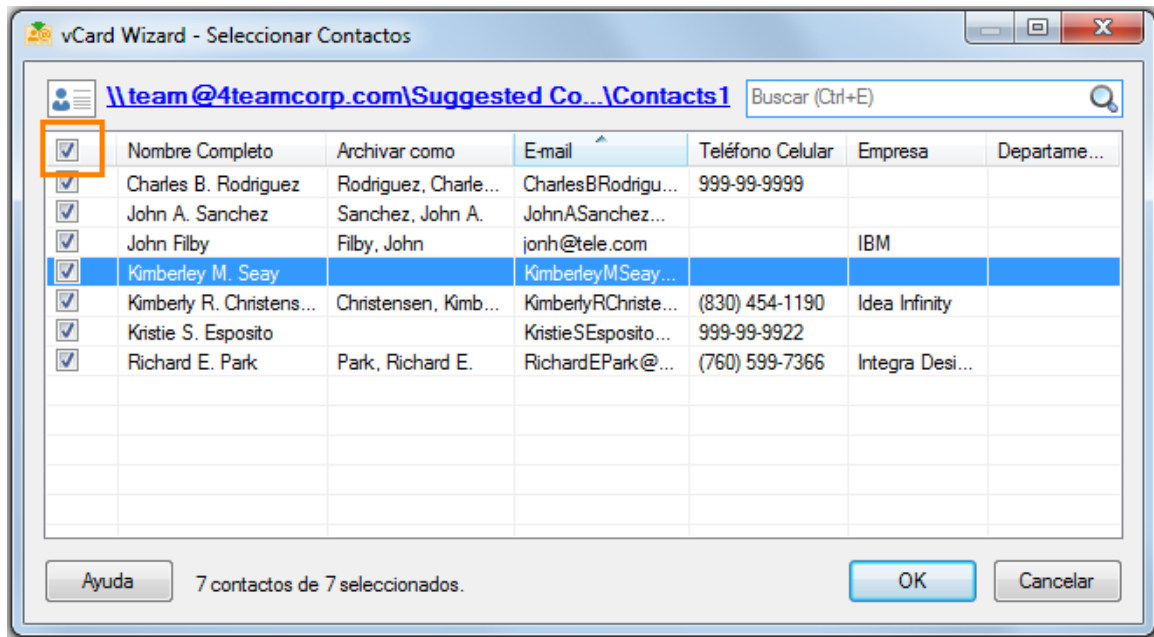 vCard Wizard - Seleccionar Contactos
\\team@4teamcorp.com\Suggested Co...\Contacts1 Buscar (Ctrl+E)
Nombre Completo Archivar como E-mail Teléfono Celular Empresa Departame...
Charles B. Rodriguez Rodriguez, Charle... CharlesBRodrigu... 999-99-9999
John A. Sanchez Sanchez, John A. JohnASanchez...
John Filby Filby, John jonh@tele.com IBM
Kimberley M. Seay KimberleyMSeay...
Kimberly R. Christens... Christensen, Kimb... KimberlyRChriste... (830) 454-1190 Idea Infinity
Kristie S. Esposito KristieSEsposito... 999-99-9922
Richard E. Park Park, Richard E. RichardEPark@... (760) 599-7366 Integra Desi...
Ayuda 7 contactos de 7 seleccionados. OK Cancelar